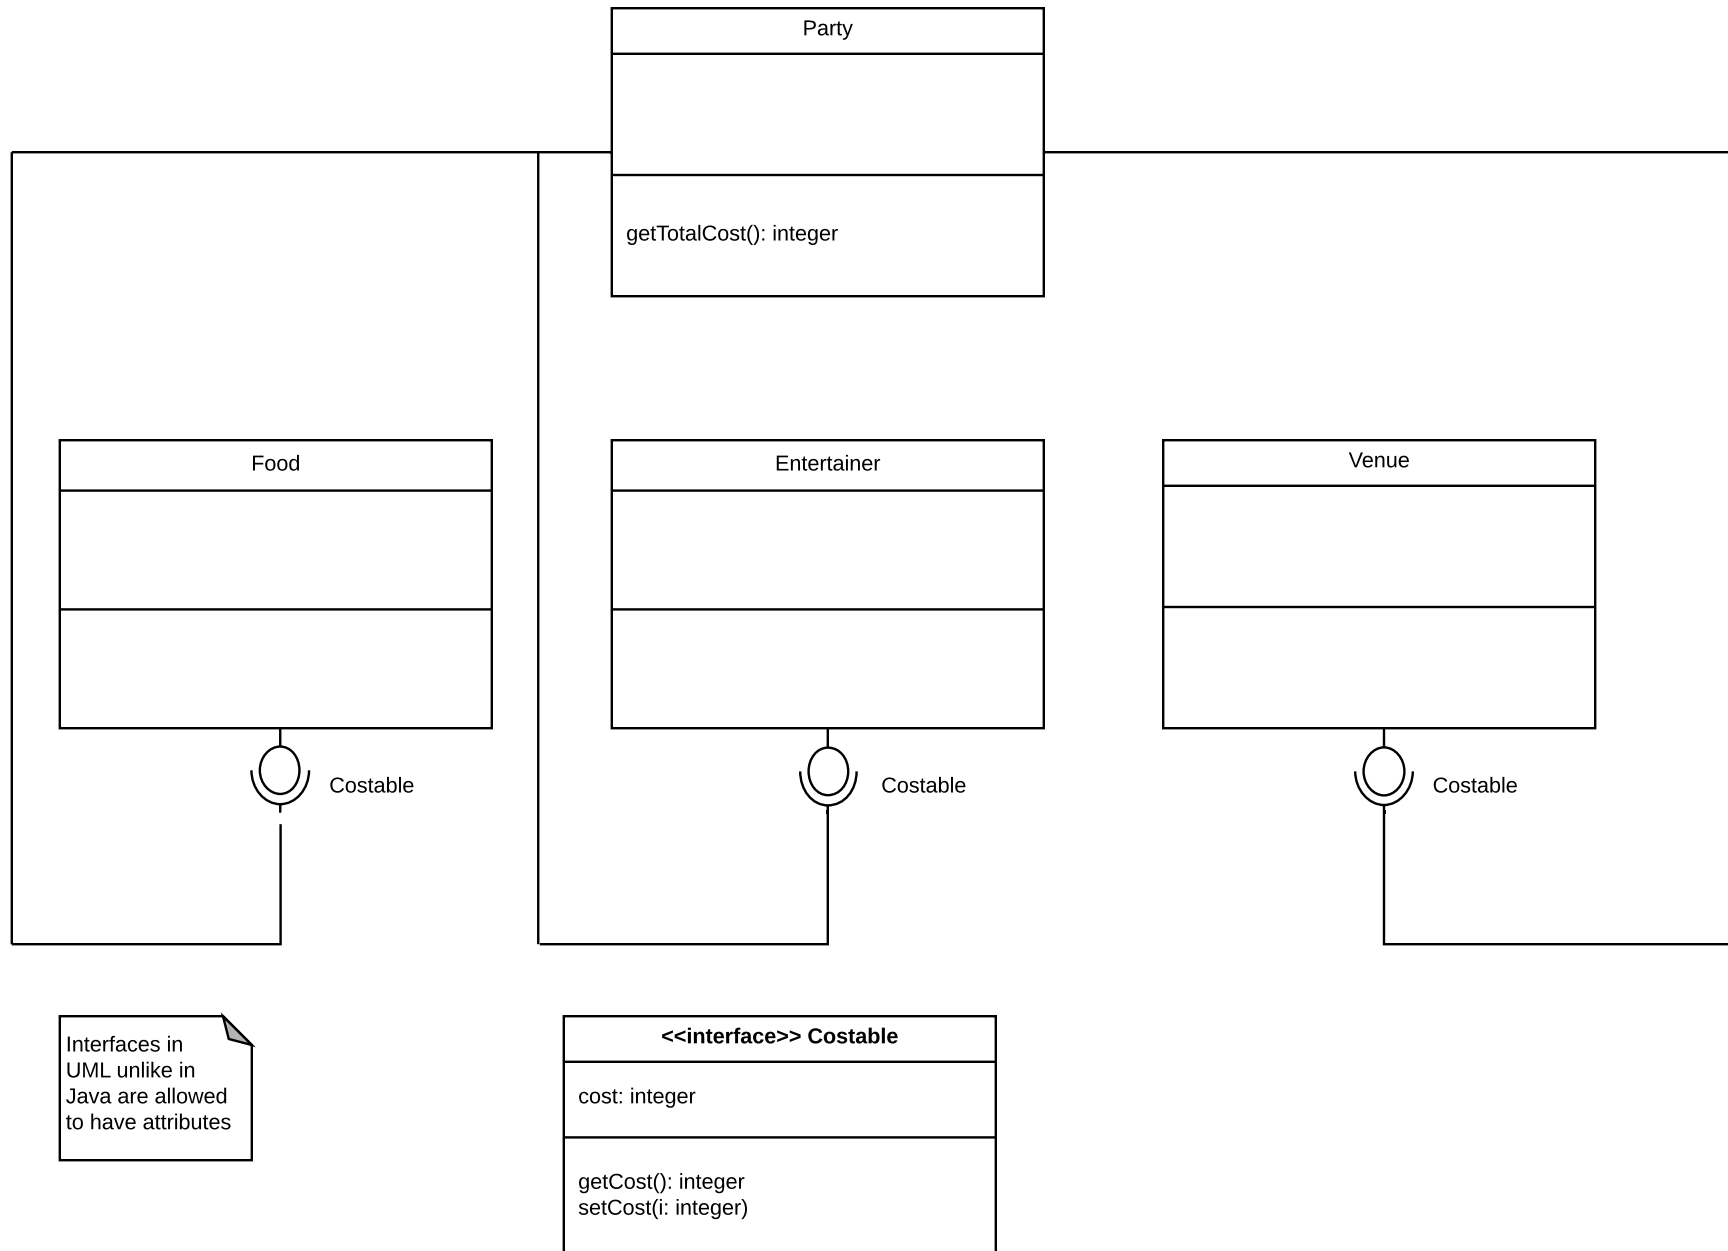 Party
getTotalCost(): integer
Food
Entertainer
Venue
Costable
Costable
Costable
Interfaces in
UML unlike in
Java are allowed
to have attributes
<<interface>> Costable
cost: integer
getCost(): integer
setCost(i: integer)